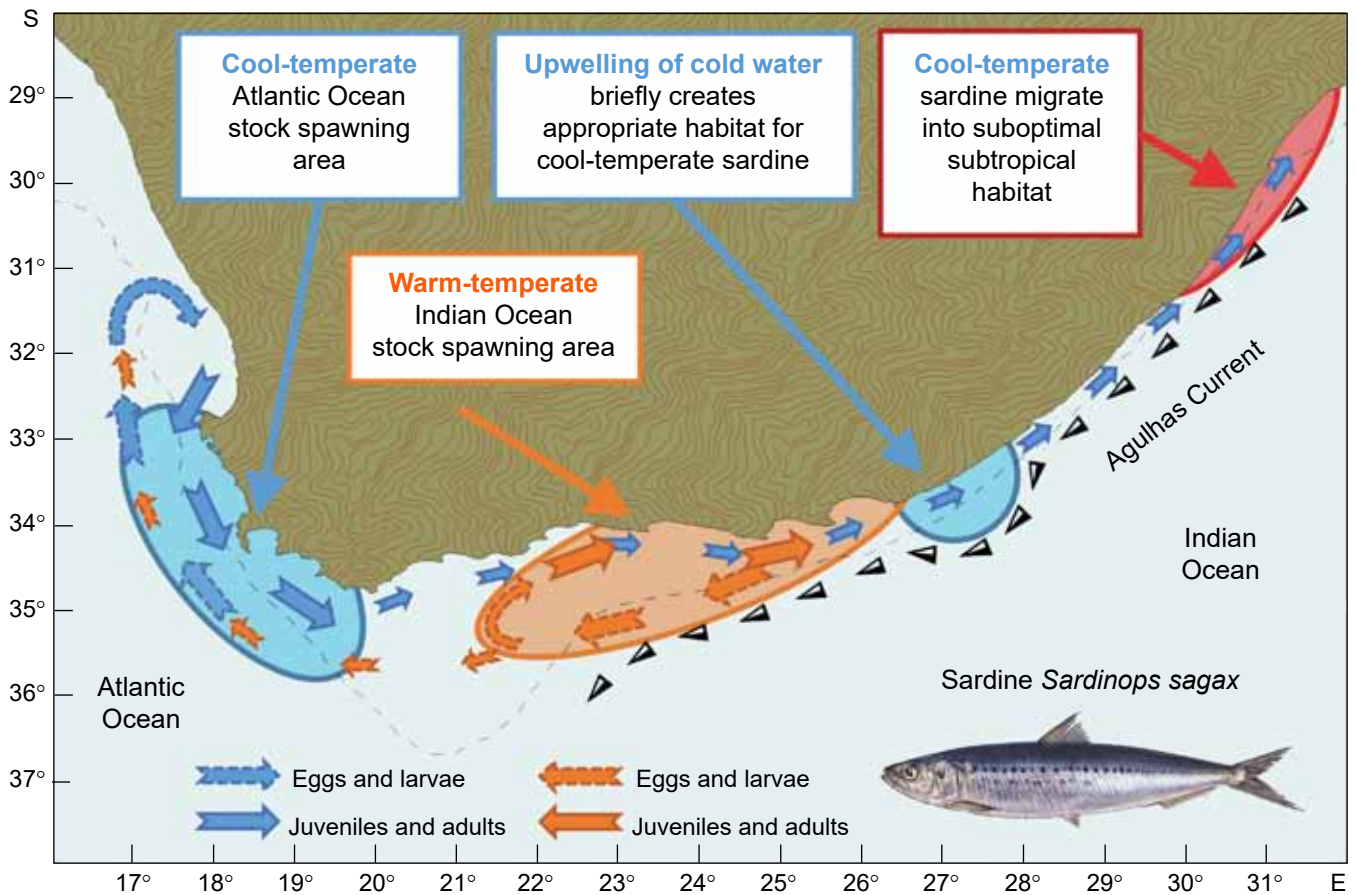 S
29°
30°
31°
32°
33°
34°
35°
36°
37°
Cool-temperate
Atlantic Ocean
stock spawning
area
Upwelling of cold water
briefly creates
appropriate habitat for
cool-temperate sardine
Cool-temperate
sardine migrate
into suboptimal
subtropical
habitat
Warm-temperate
Indian Ocean
stock spawning area
Agulhas Current
Indian
Ocean
Atlantic
Ocean
Sardine Sardinops sagax
Eggs and larvae
Eggs and larvae
Juveniles and adults
Juveniles and adults
17° 18° 19° 20° 21° 22° 23° 24° 25° 26° 27° 28° 29° 30° 31° E